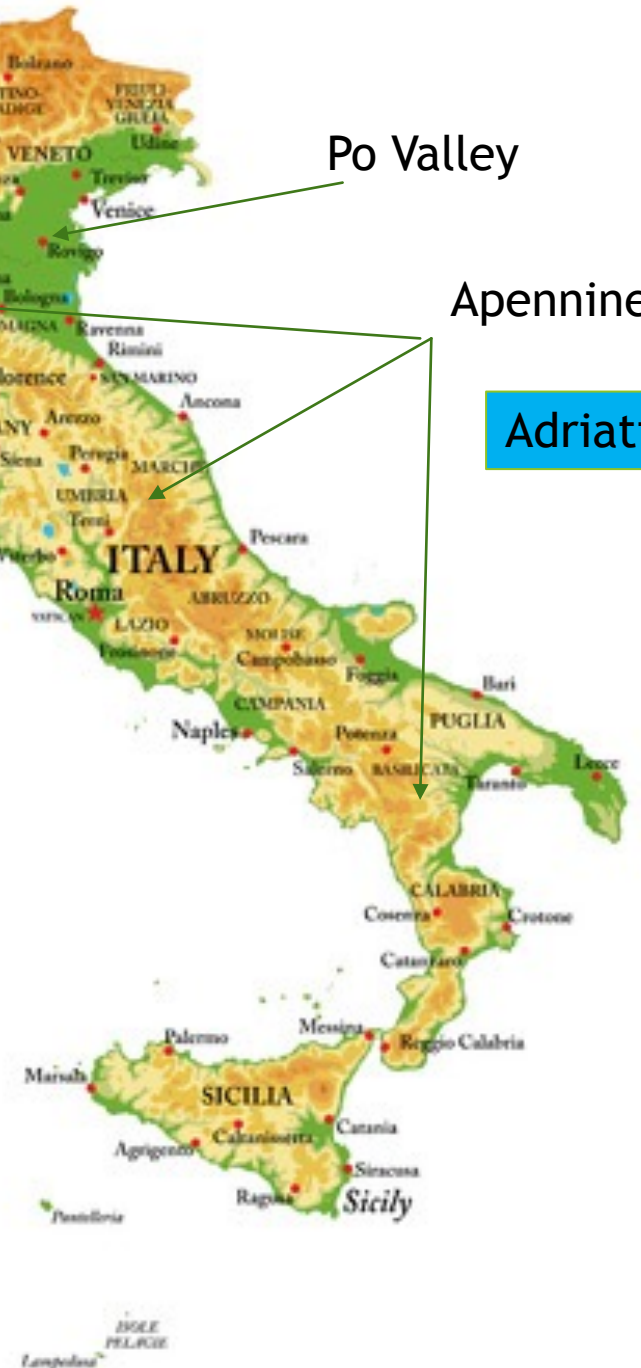 Bolzano
FRIULI-
VENEZIA
GIULIA
VENETO
Udine
Treviso
Venice
Po Valley
Rovigo
Bologna
MAGNA
Ravenna
Apennine
Rimini
SAN MARINO
Ancona
Adriat
Arezzo
Siena
Perugia
MARCHE
UMBRIA
Terni
Pescara
ITALY
Roma
VATICAN
ABRUZZO
LAZIO
Frosinone
MOLISE
Campobasso
Foggia
Bari
CAMPANIA
PUGLIA
Naples
Potenza
Salerno
BASILICATA
Taranto
Lecce
CALABRIA
Cosenza
Crotone
Catanzaro
Messina
Reggio Calabria
Palermo
Marsala
SICILIA
Caltanissetta
Catania
Agrigento
Siracusa
Ragusa
Sicily
Pantelleria
ISOLE
PELAGIE
Lampedusa